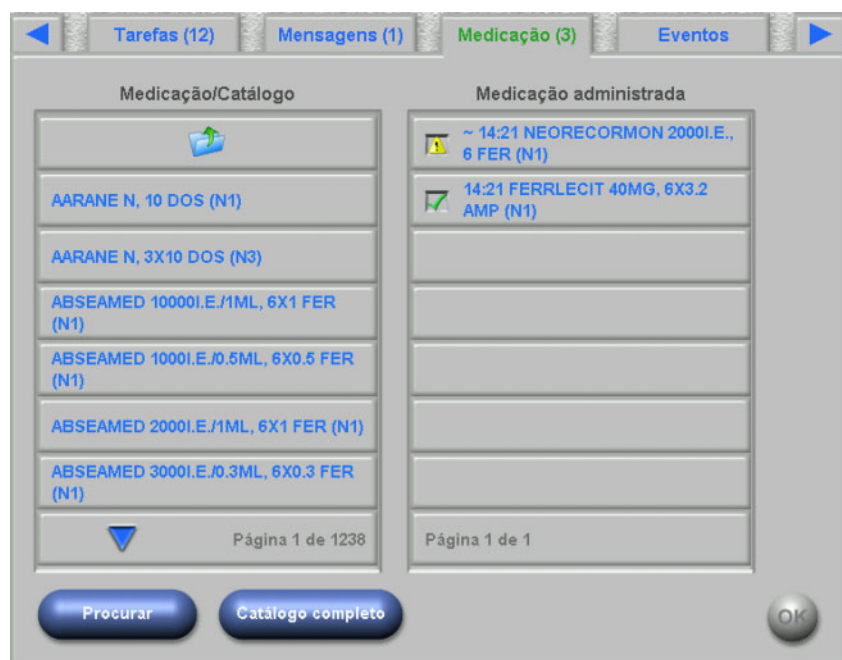 Tarefas (12)
Mensagens (1)
Medicação (3)
Eventos
Medicação/Catálogo
AARANE N, 10 DOS (N1)
AARANE N, 3X10 DOS (N3)
ABSEAMED 10000I.E./1ML, 6X1 FER
(N1)
ABSEAMED 1000I.E./0.5ML, 6X0.5 FER
(N1)
ABSEAMED 2000I.E./1ML, 6X1 FER (N1)
ABSEAMED 3000I.E./0.3ML, 6X0.3 FER
(N1)
Página 1 de 1238
Medicação administrada
~ 14:21 NEORECORMON 2000I.E.,
6 FER (N1)
14:21 FERRLECIT 40MG, 6X3.2
AMP (N1)
Página 1 de 1
Procurar
Catálogo completo
OK